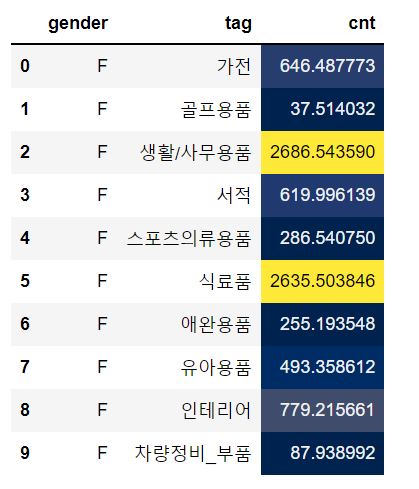 gender tag cnt
0 F 가전 646.487773
1 F 골프용품 37.514032
2 F 생활/사무용품 2686.543590
3 F 서적 619.996139
4 F 스포츠의류용품 286.540750
5 F 식료품 2635.503846
6 F 애완용품 255.193548
7 F 유아용품 493.358612
8 F 인테리어 779.215661
9 F 차량정비_부품 87.938992